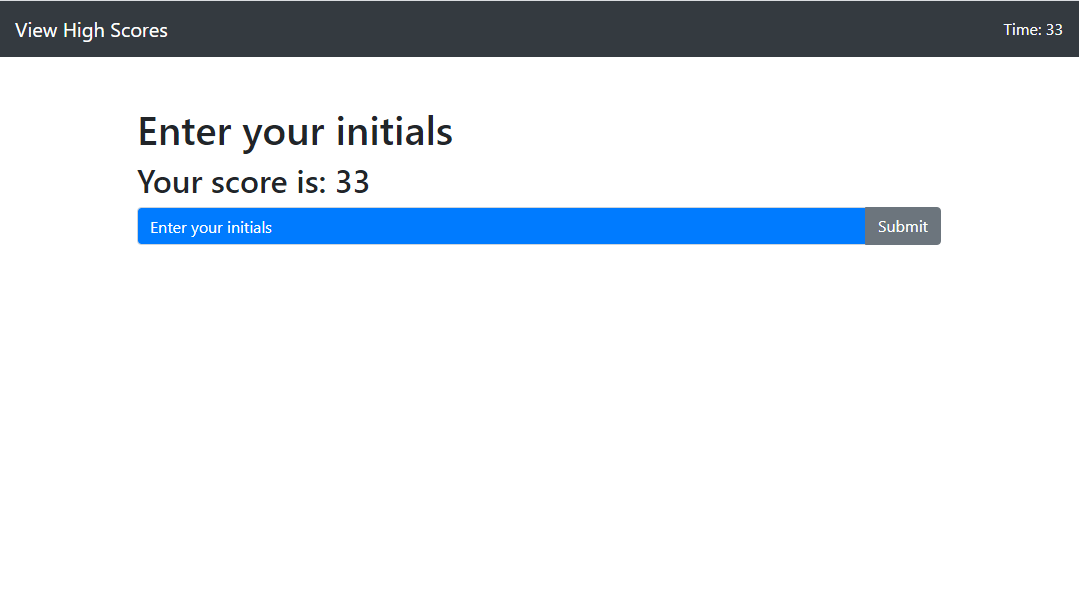 View High Scores
Time: 33
Enter your initials
Your score is: 33
Enter your initials
Submit